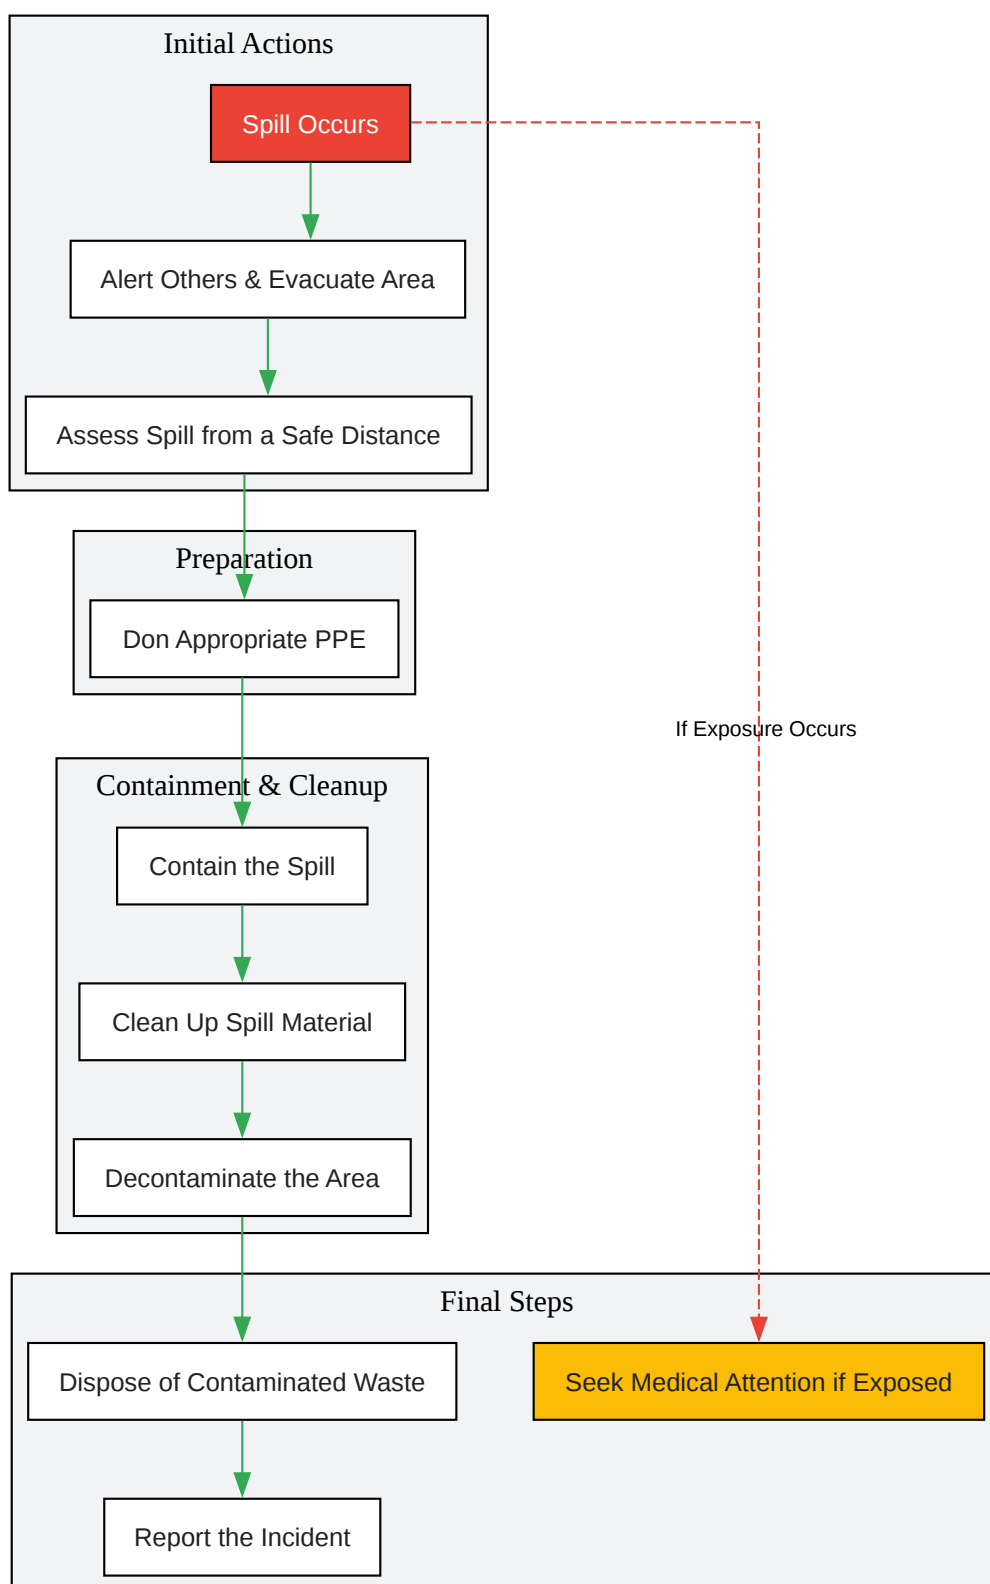 Initial Actions
Spill Occurs
Alert Others & Evacuate Area
Assess Spill from a Safe Distance
Preparation
Don Appropriate PPE
If Exposure Occurs
Containment & Cleanup
Contain the Spill
Clean Up Spill Material
Decontaminate the Area
Final Steps
Dispose of Contaminated Waste
Seek Medical Attention if Exposed
Report the Incident